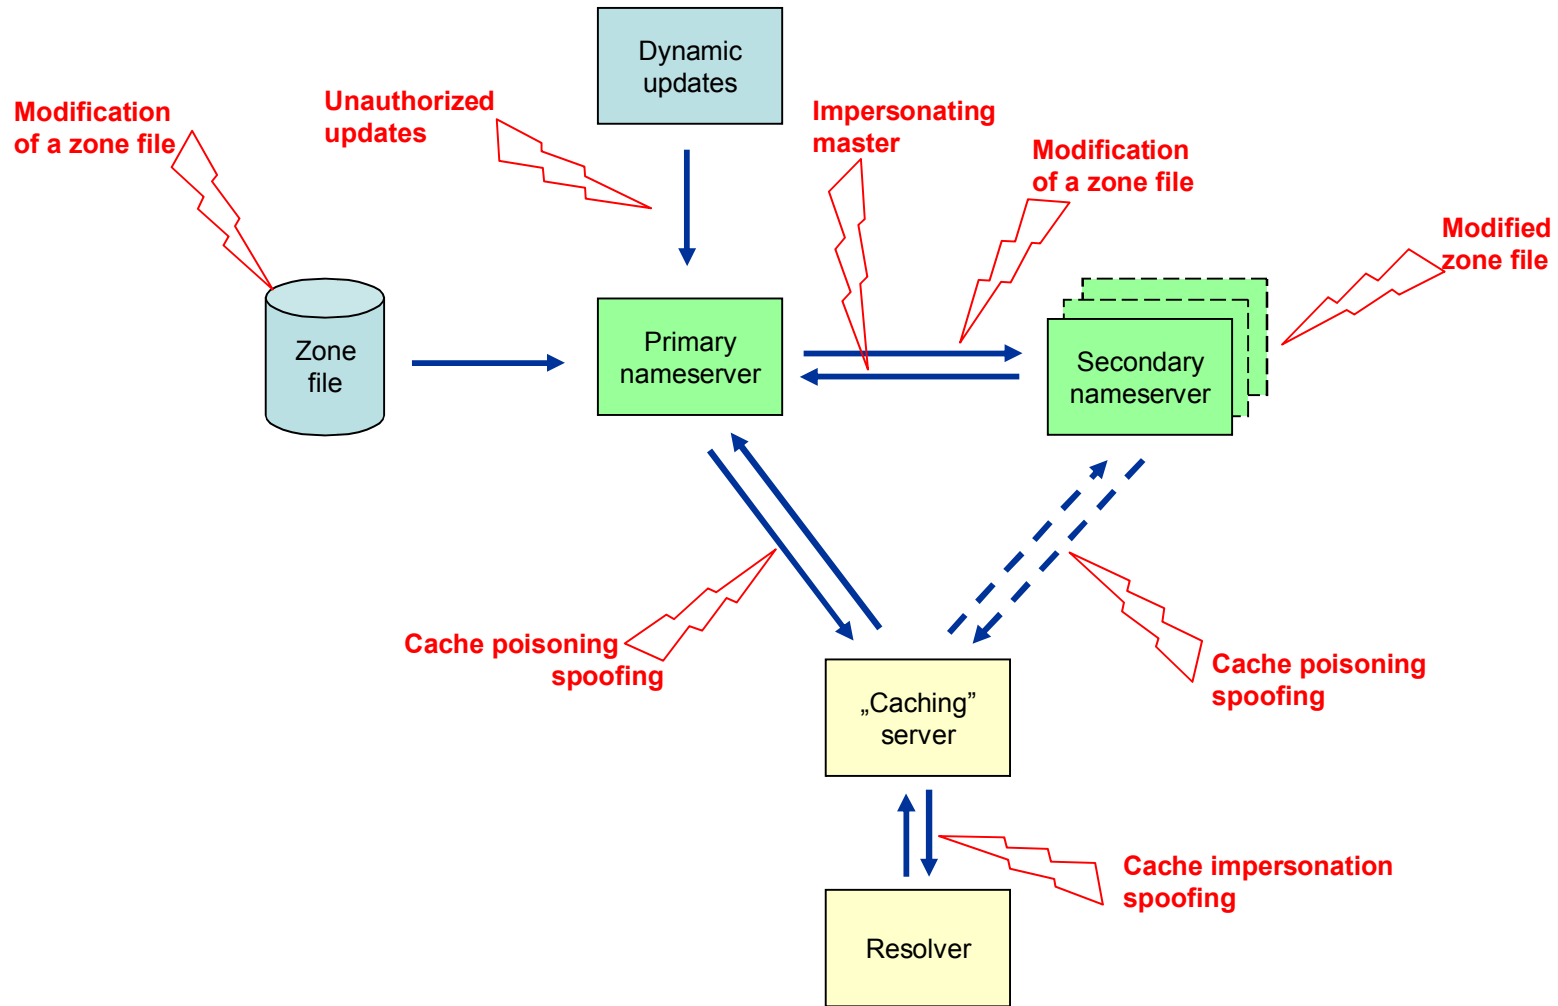 Dynamic
updates
Modification
of a zone file
Unauthorized
updates
Impersonating
master
Modification
of a zone file
Modified
zone file
Zone
file
Primary
nameserver
Secondary
nameserver
Cache poisoning
spoofing
Cache poisoning
spoofing
„Caching”
server
Cache impersonation
spoofing
Resolver